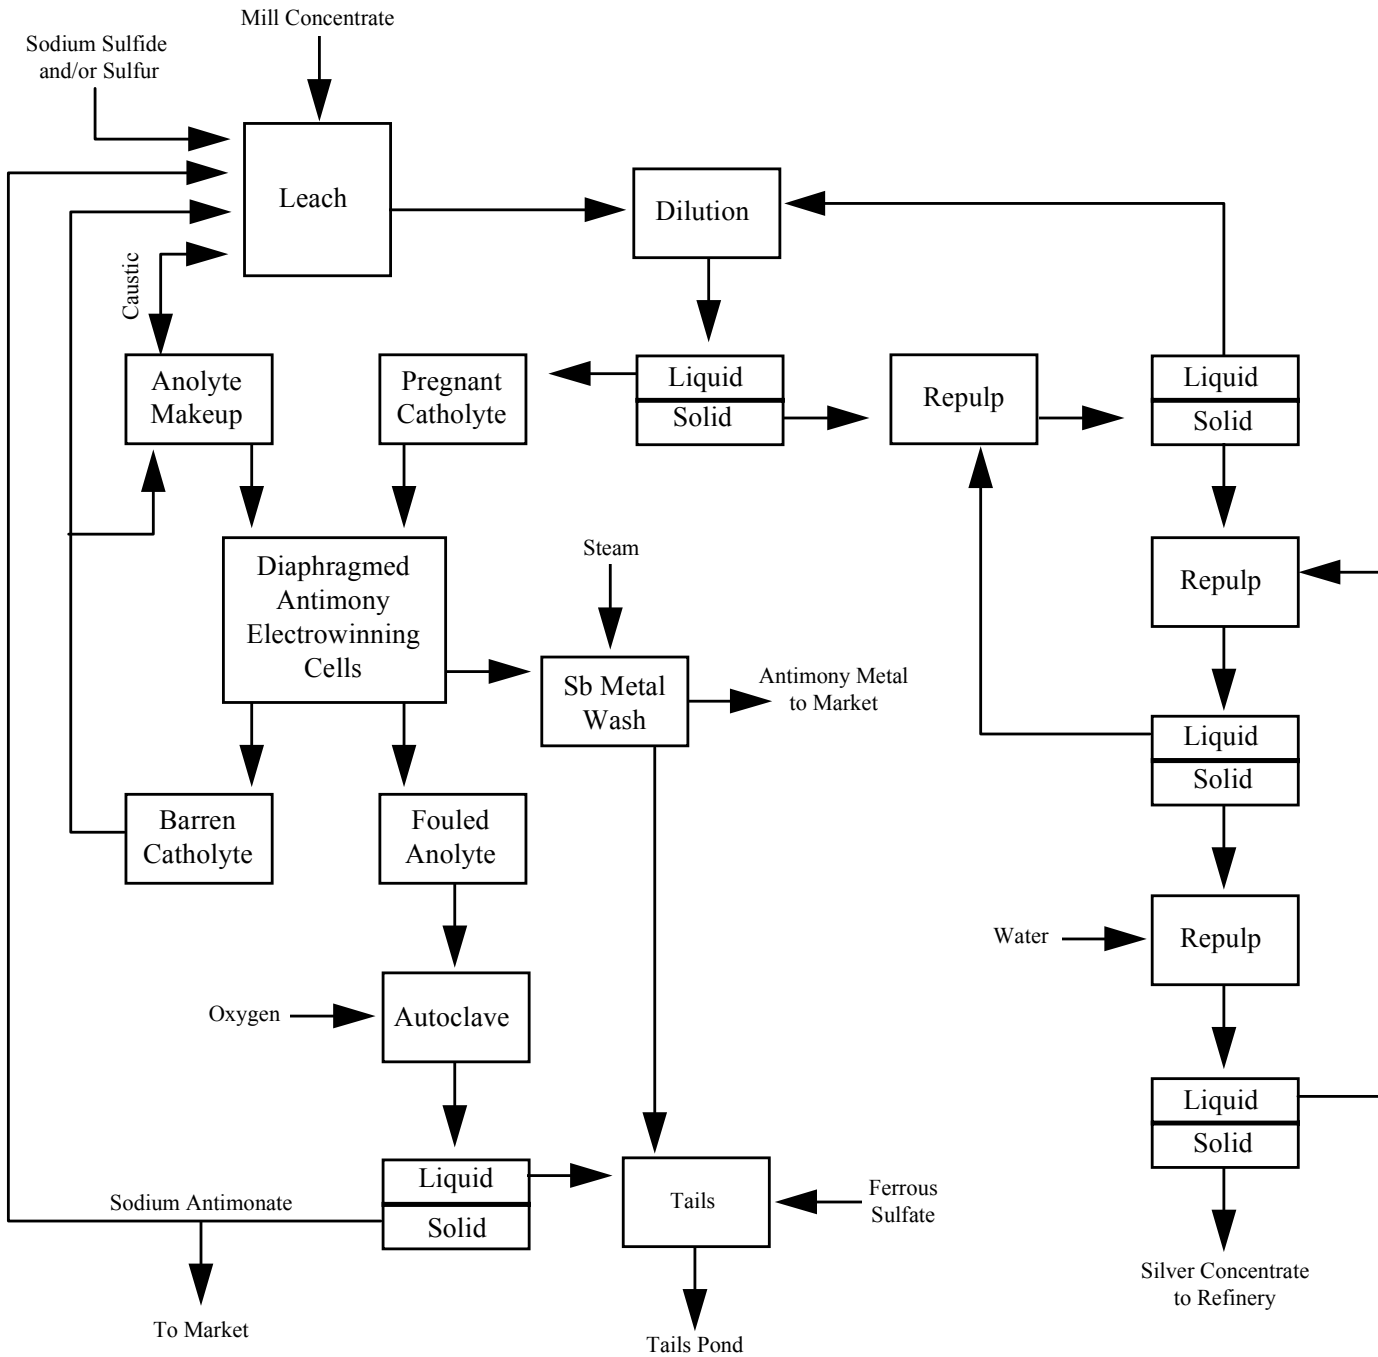 Mill Concentrate
Sodium Sulfide
and/or Sulfur
Leach
Dilution
Caustic
Anolyte
Makeup
Pregnant
Catholyte
Liquid
Solid
Repulp
Liquid
Solid
Diaphragmed
Antimony
Electrowinning
Cells
Steam
Repulp
Sb Metal
Wash
Antimony Metal
to Market
Liquid
Solid
Barren
Catholyte
Fouled
Anolyte
Water
Repulp
Oxygen
Autoclave
Liquid
Solid
Liquid
Solid
Sodium Antimonate
Tails
Ferrous
Sulfate
Silver Concentrate
to Refinery
To Market
Tails Pond